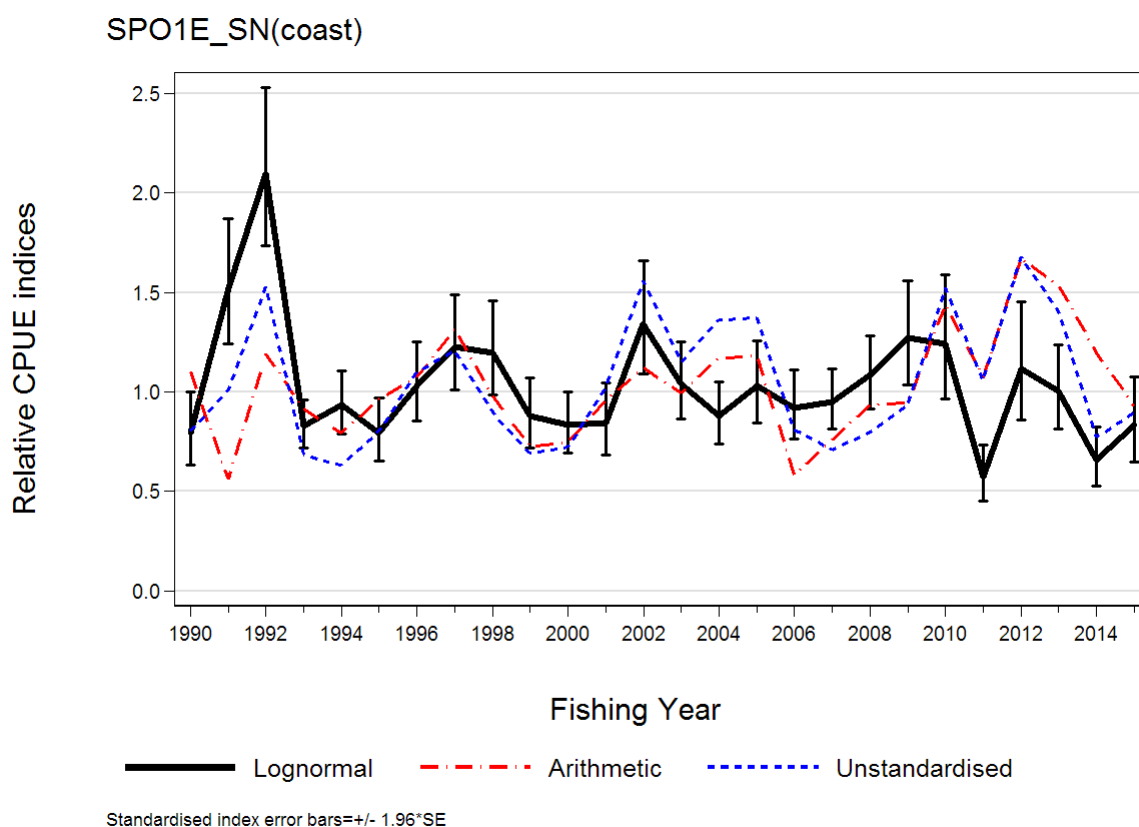 SPO1E_SN(coast)
Relative CPUE indices
2.5
2.0
1.5
1.0
0.5
0.0
1990 1992 1994 1996 1998 2000 2002 2004 2006 2008 2010 2012 2014
Fishing Year
Lognormal Arithmetic Unstandardised
Standardised index error bars=+/- 1.96*SE